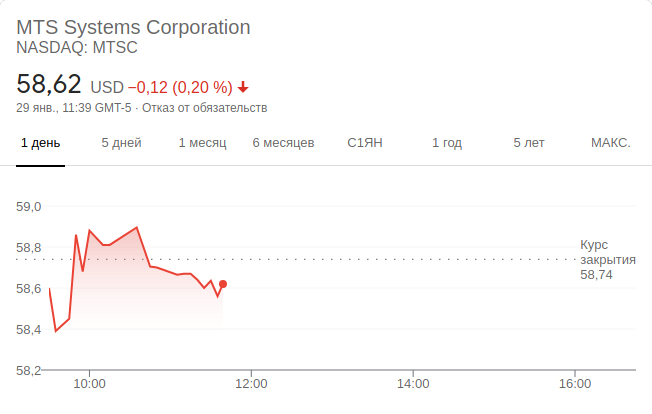 MTS Systems Corporation
NASDAQ: MTSC
58,62 USD −0,12 (0,20 %)
29 янв., 11:39 GMT-5 · Отказ от обязательств
1 день 5 дней 1 месяц 6 месяцев С1ЯН 1 год 5 лет МАКС.
59,0
58,8
58,6
58,4
58,2
Курс
закрытия
58,74
10:00 12:00 14:00 16:00